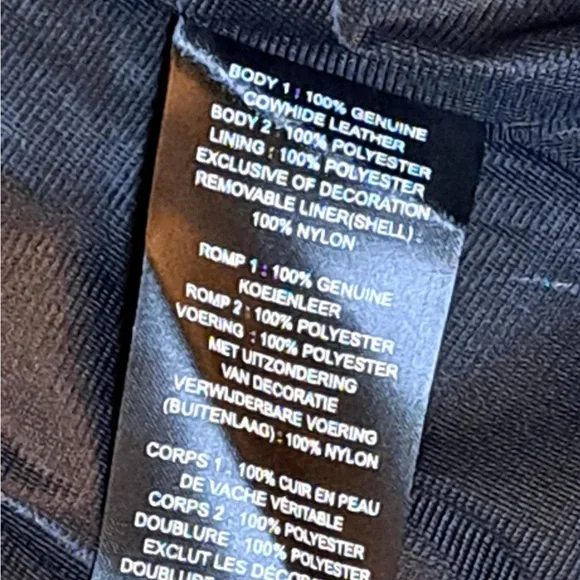 BODY 1 : 100% GENUINE
COWHIDE LEATHER
BODY 2 : 100% POLYESTER
LINING : 100% POLYESTER
EXCLUSIVE OF DECORATION
REMOVABLE LINER(SHELL) :
100% NYLON
ROMP 1 : 100% GENUINE
KOEIENLEER
ROMP 2 : 100% POLYESTER
VOERING : 100% POLYESTER
MET UITZONDERING
VAN DECORATIE
VERWIJDERBARE VOERING
(BUITENLAAG) : 100% NYLON
CORPS 1 : 100% CUIR EN PEAU
DE VACHE VÉRITABLE
CORPS 2 : 100% POLYESTER
DOUBLURE : 100% POLYESTER
EXCLUT LES
DOUBLURE